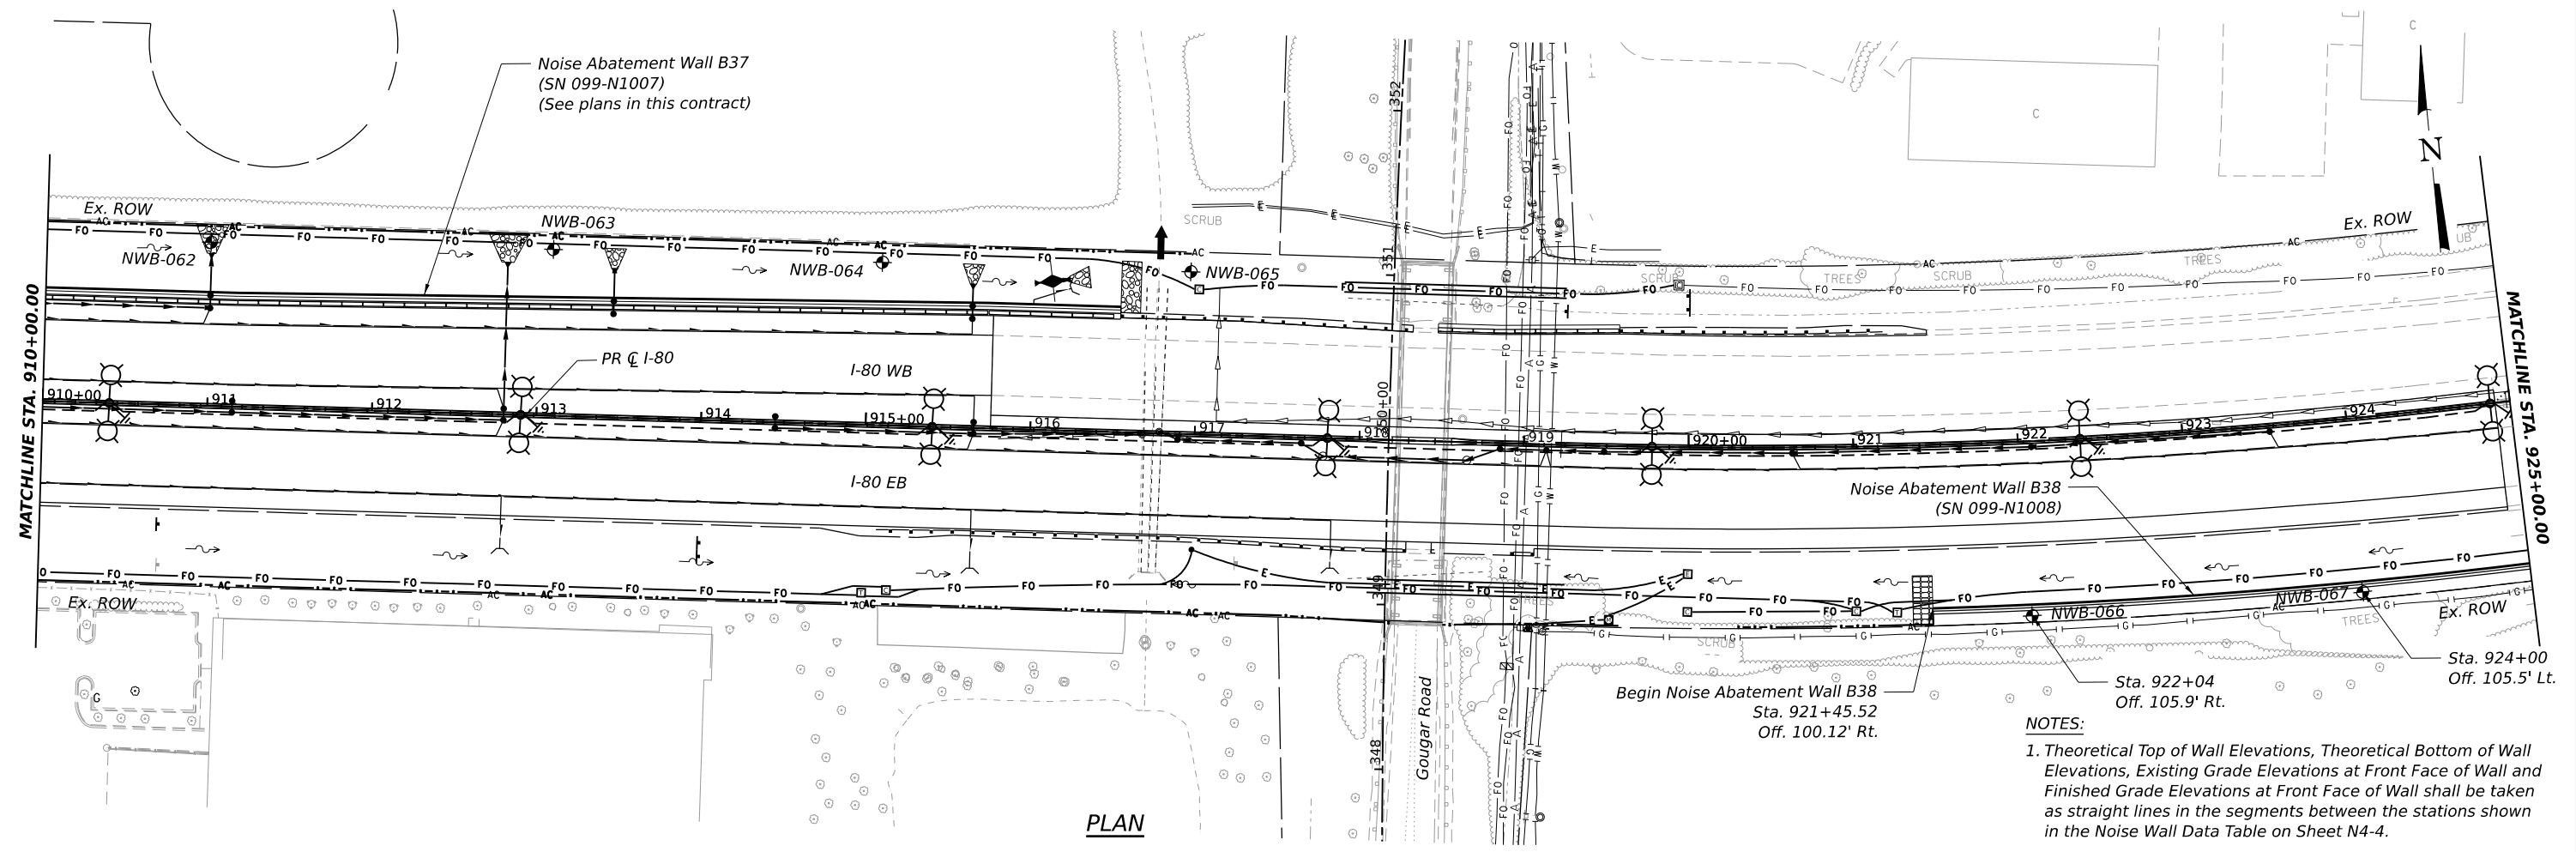 Noise Abatement Wall B37
(SN 099-N1007)
(See plans in this contract)
352
C
C
N
Ex. ROW
NWB-063
NWB-062
NWB-064
NWB-065
SCRUB
351
SCRUB
TREES
SCRUB
TREES
Ex. ROW
UB
MATCHLINE STA. 910+00.00
MATCHLINE STA. 925+00.00
PR ℄ I-80
I-80 WB
910+00
911
912
913
914
915+00
916
917
918
919
920+00
921
922
923
924
I-80 EB
Noise Abatement Wall B38
(SN 099-N1008)
349
Ex. ROW
TREES
NWB-066
NWB-067
Ex. ROW
SCRUB
TREES
G
Gougar Road
348
Begin Noise Abatement Wall B38
Sta. 921+45.52
Off. 100.12' Rt.
Sta. 922+04
Off. 105.9' Rt.
Sta. 924+00
Off. 105.5' Lt.
NOTES:
1. Theoretical Top of Wall Elevations, Theoretical Bottom of Wall
Elevations, Existing Grade Elevations at Front Face of Wall and
Finished Grade Elevations at Front Face of Wall shall be taken
as straight lines in the segments between the stations shown
in the Noise Wall Data Table on Sheet N4-4.
PLAN